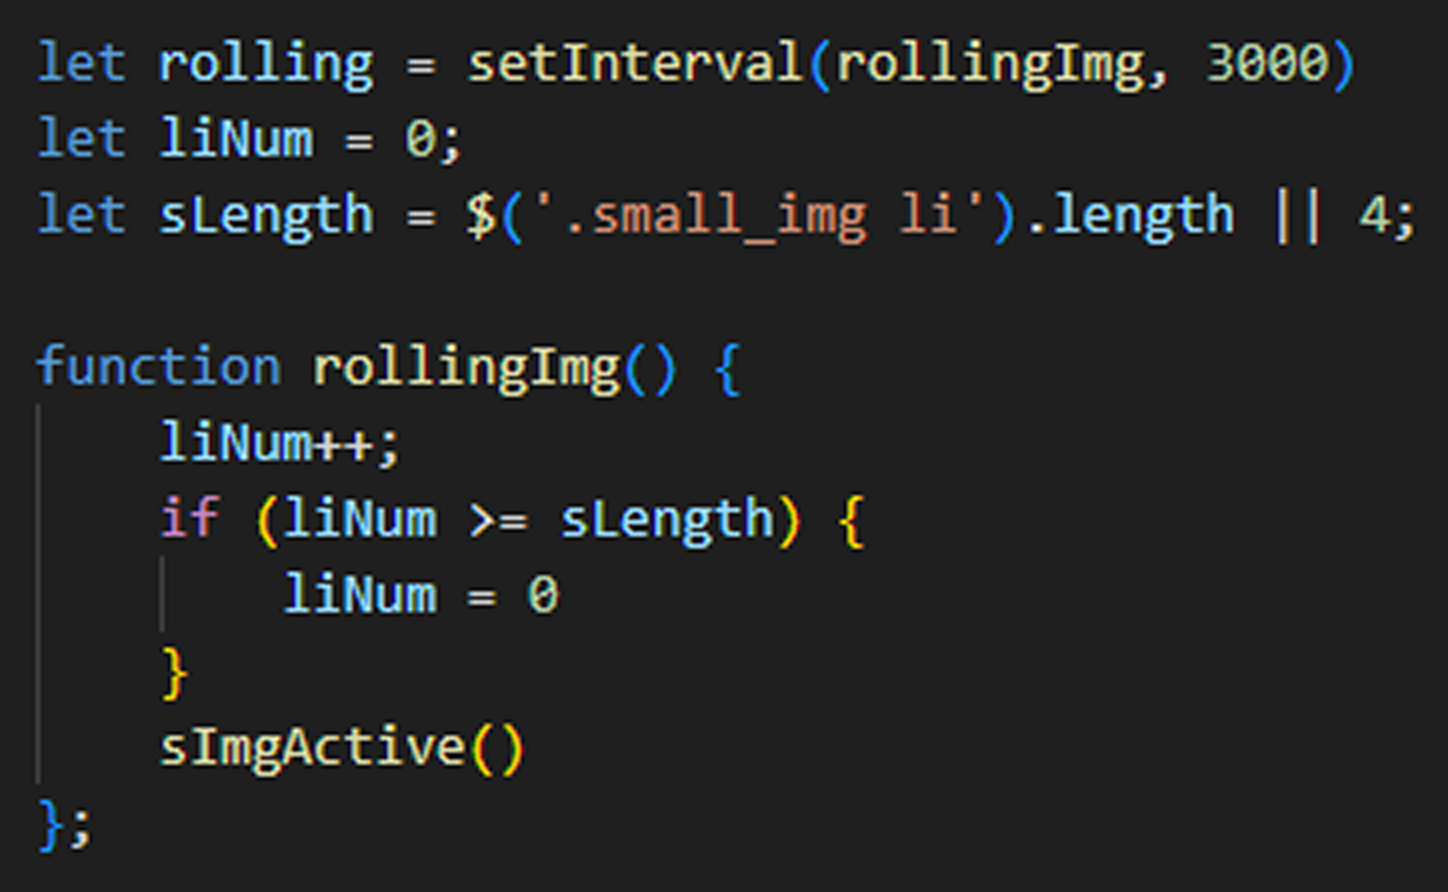 let rolling = setInterval(rollingImg, 3000)
let liNum = 0;
let sLength = $('.small_img li').length || 4;

function rollingImg() {
    liNum++;
    if (liNum >= sLength) {
        liNum = 0
    }
    sImgActive()
};